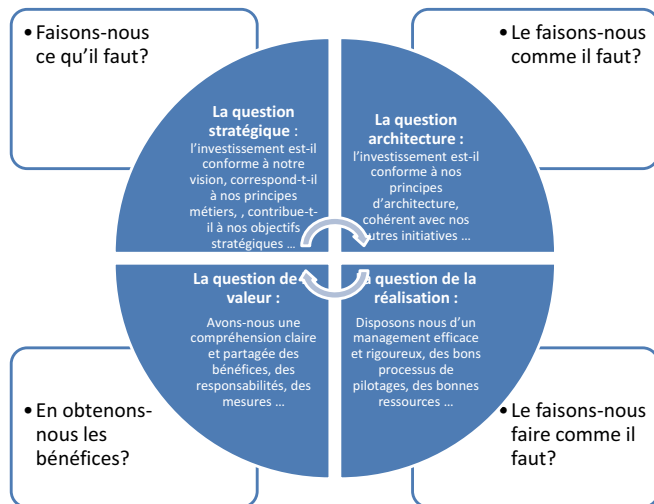 • Faisons-nous
ce qu'il faut?
• Le faisons-nous
comme il faut?
La question
stratégique :
l'investissement est-il
conforme à notre
vision, correspond-t-il
à nos principes
métiers, , contribue-t-
il à nos objectifs
stratégiques ...
La question
architecture :
l'investissement est-il
conforme à nos
principes
d'architecture,
cohérent avec nos
utres initiatives ...
La question de
valeur :
Avons-nous une
compréhension claire
et partagée des
bénéfices, des
responsabilités, des
mesures ...
a question de la
réalisation :
Disposons nous d'un
management efficace
et rigoureux, des bons
processus de
pilotages, des bonnes
ressources ...
• En obtenons-
nous les
bénéfices?
• Le faisons-nous
faire comme il
faut?